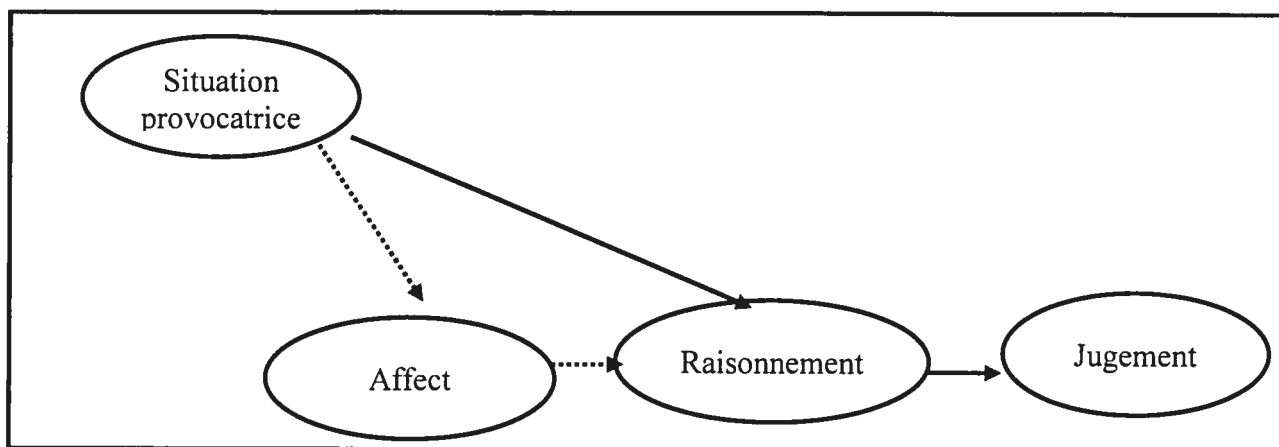 Situation
provocatrice
Affect
Raisonnement
Jugement